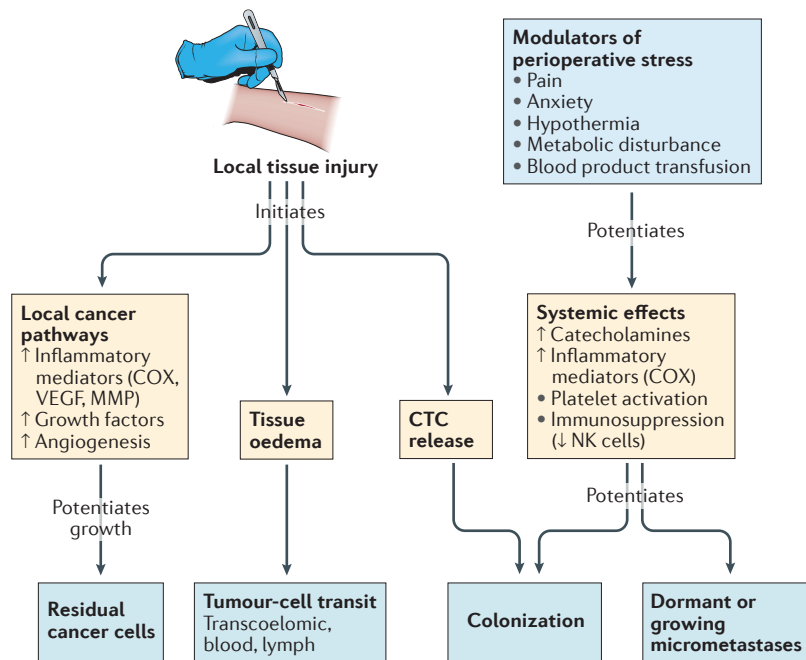 Local tissue injury
Initiates
Modulators of
perioperative stress
• Pain
• Anxiety
• Hypothermia
• Metabolic disturbance
• Blood product transfusion
Potentiates
Local cancer
pathways
↑ Inflammatory
mediators (COX,
VEGF, MMP)
↑ Growth factors
↑ Angiogenesis
Tissue
oedema
CTC
release
Systemic effects
↑ Catecholamines
↑ Inflammatory
mediators (COX)
• Platelet activation
• Immunosuppression
(↓ NK cells)
Potentiates
growth
Potentiates
Residual
cancer cells
Tumour-cell transit
Transcoelomic,
blood, lymph
Colonization
Dormant or
growing
micrometastases